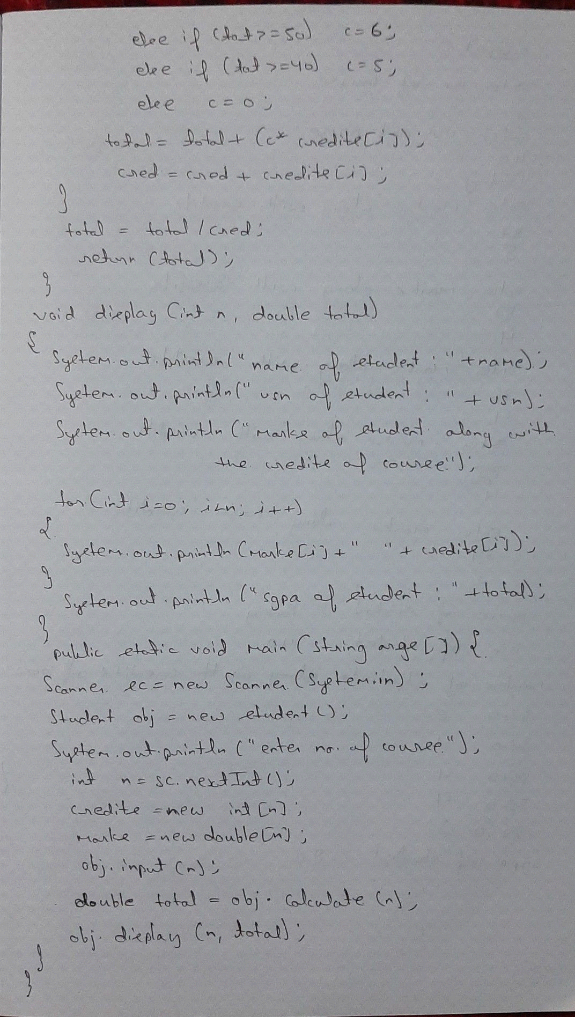 else if (tot>=50) c=6;
else if (tot>=40) c=5;
else c=0;
total = total + (c* credits[i]);
cred = cred + credits[i];
}
total = total / cred;
return (total);
}
void display (int n, double total)
{
System.out.println(" name of student : " +name);
System.out.println(" usn of student : " + usn);
System.out.println (" Marks of student along with
the credits of course");
for (int i=0; i<n; i++)
{
System.out.println (marks[i] + " " + credits[i]);
}
System.out.println (" sgpa of student : " +total);
}
public static void main (String args[]) {
Scanner sc = new Scanner (System.in);
Student obj = new student ();
System.out.println ("enter no. of course");
int n= sc.nextInt();
credits =new int [n];
Marks =new double[n];
obj.input (n);
double total = obj. calculate (n);
obj. display (n, total);
}
}